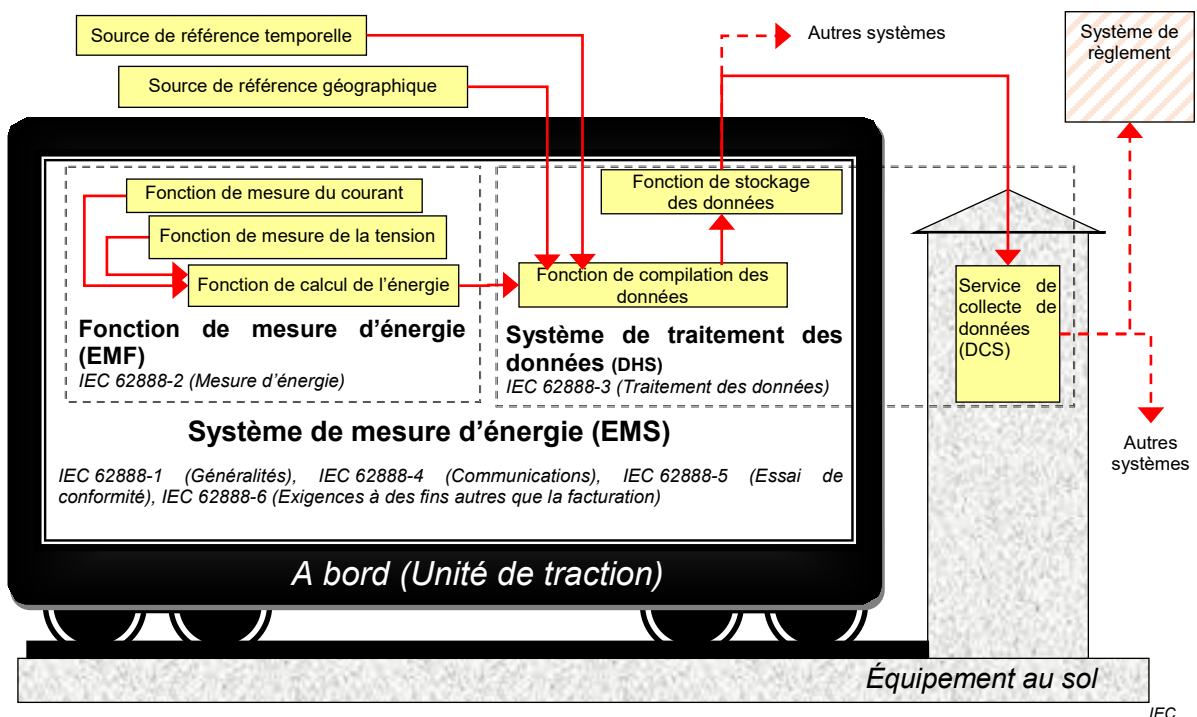 Source de référence temporelle
Source de référence géographique
Autres systèmes
Système de
règlement
Fonction de mesure du courant
Fonction de mesure de la tension
Fonction de calcul de l'énergie
Fonction de mesure d'énergie
(EMF)
IEC 62888-2 (Mesure d'énergie)
Fonction de stockage
des données
Fonction de compilation des
données
Système de traitement des
données (DHS)
IEC 62888-3 (Traitement des données)
Service de
collecte de
données
(DCS)
Autres
systèmes
Système de mesure d'énergie (EMS)
IEC 62888-1 (Généralités), IEC 62888-4 (Communications), IEC 62888-5 (Essai de
conformité), IEC 62888-6 (Exigences à des fins autres que la facturation)
A bord (Unité de traction)
Équipement au sol
IEC